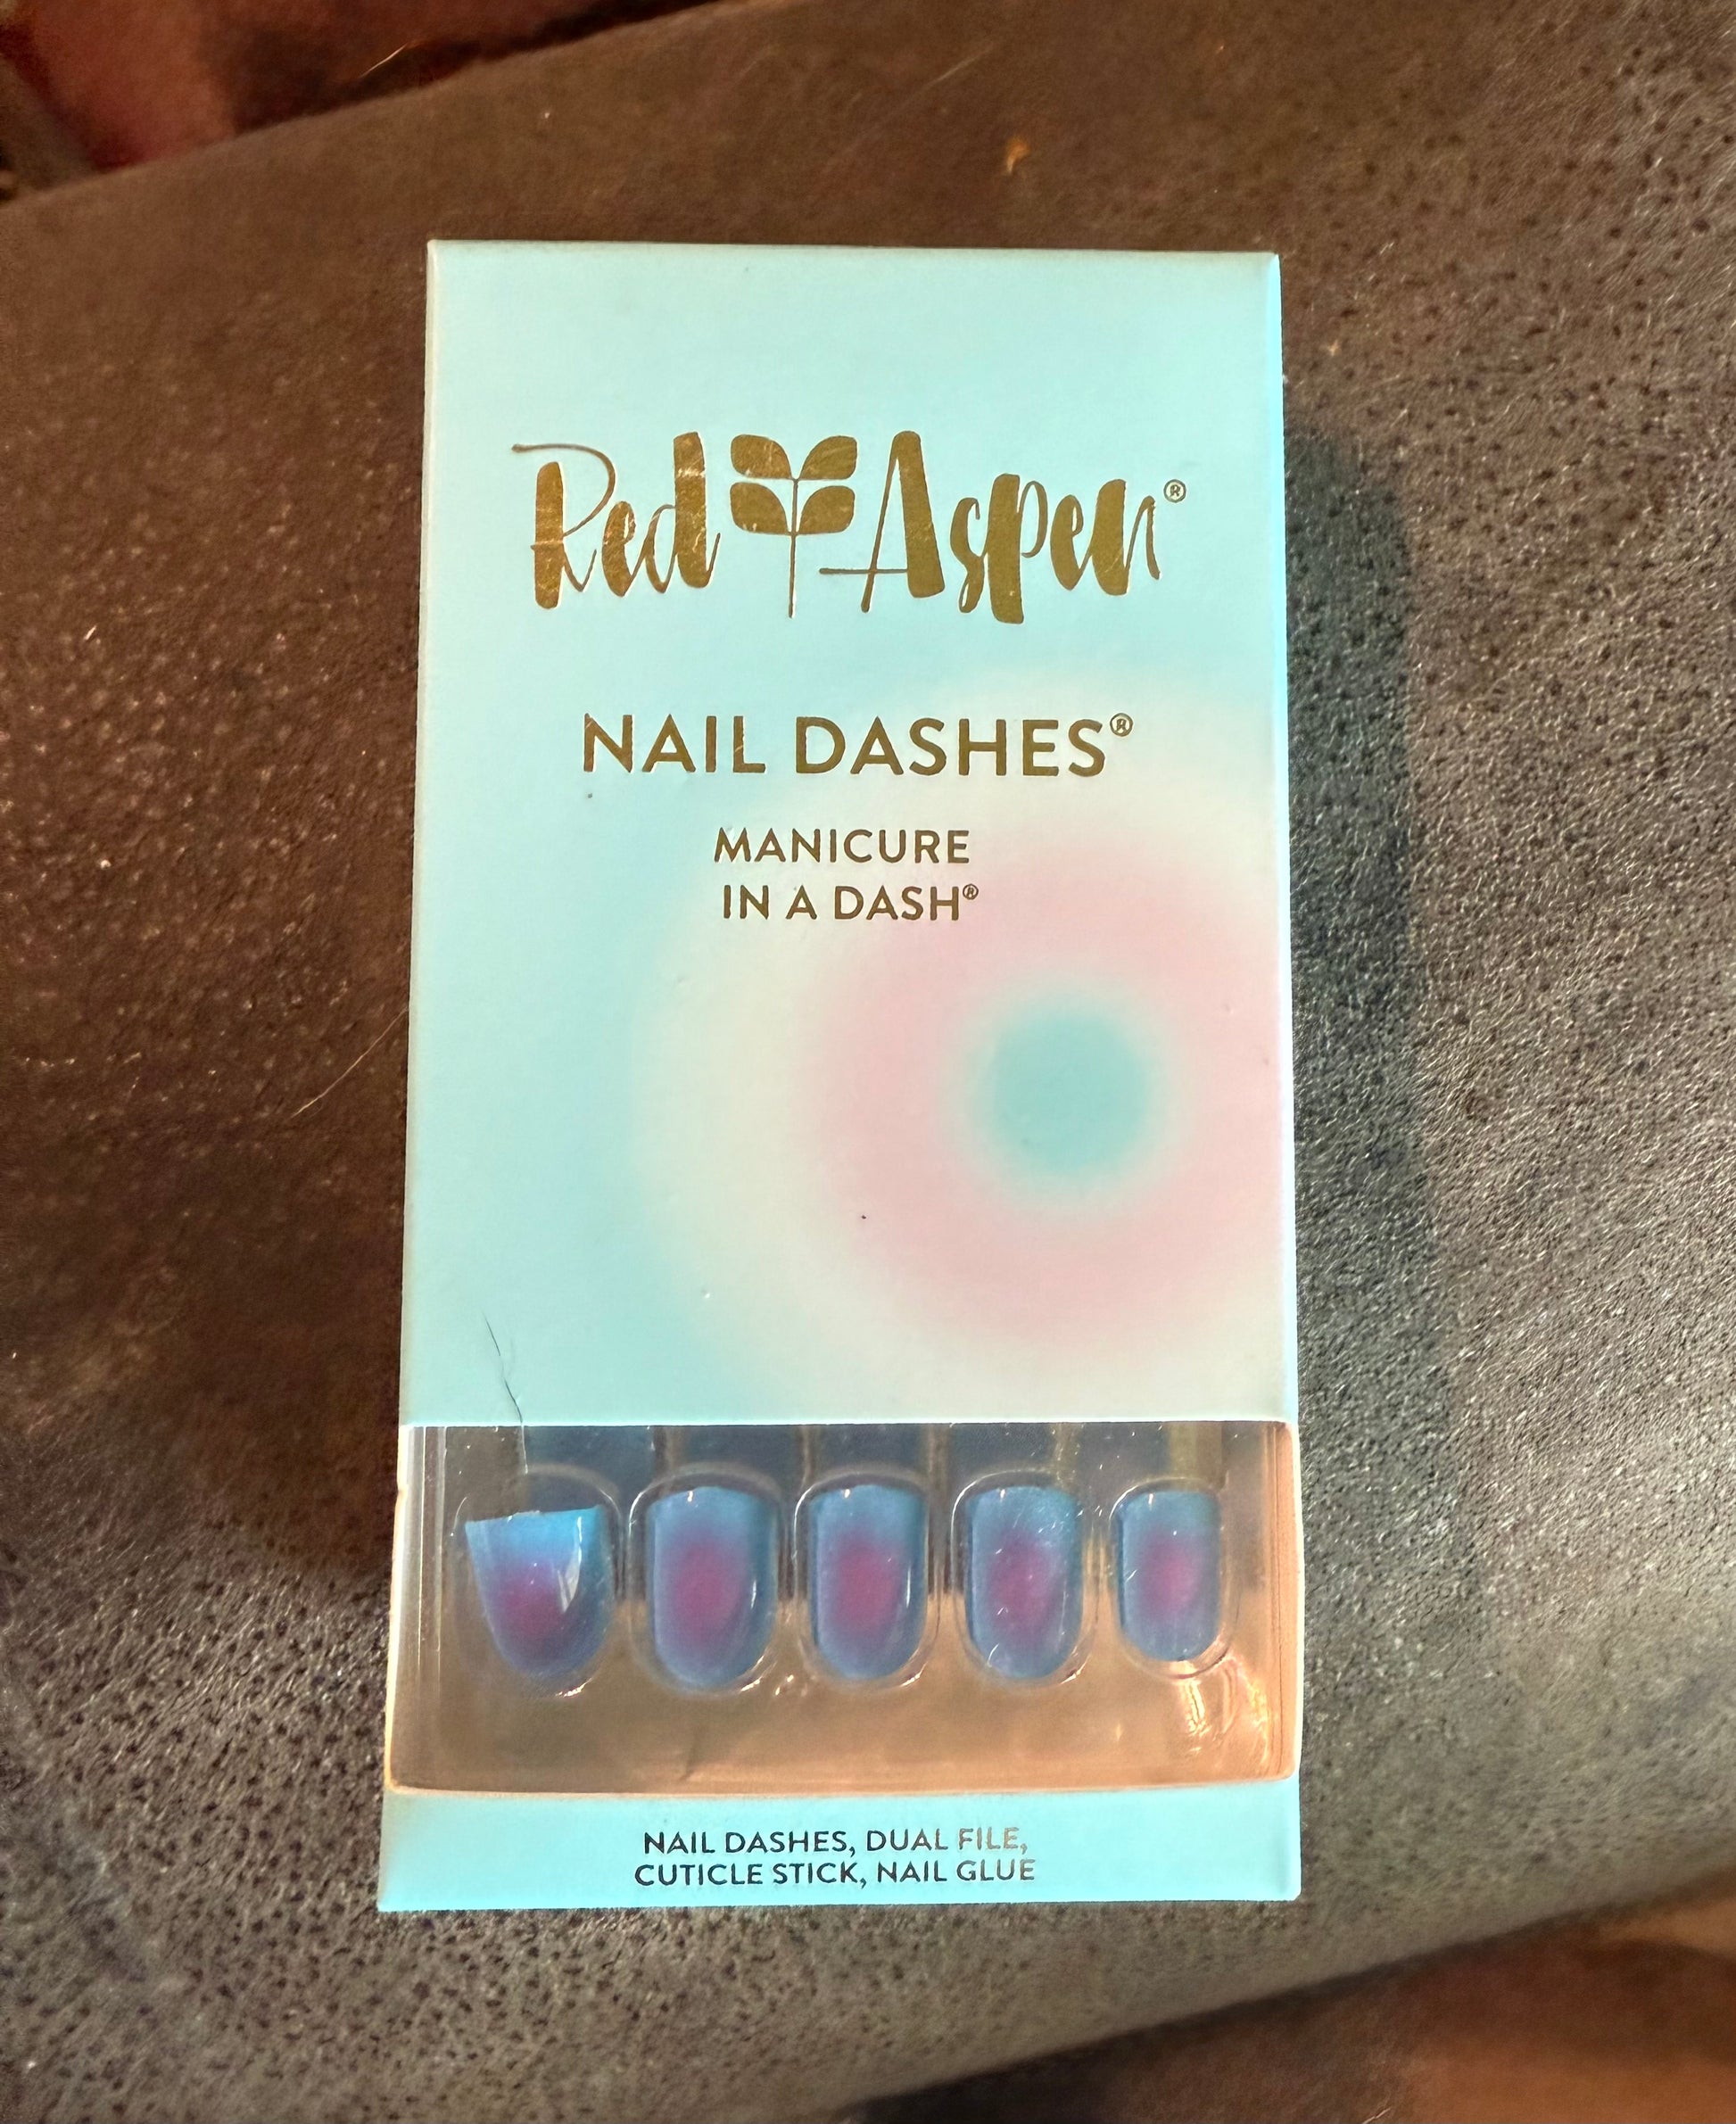 Red Aspen®
NAIL DASHES®
MANICURE
IN A DASH®
NAIL DASHES, DUAL FILE,
CUTICLE STICK, NAIL GLUE